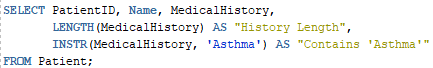 SELECT PatientID, Name, MedicalHistory,
LENGTH(MedicalHistory) AS "History Length",
INSTR(MedicalHistory, 'Asthma') AS "Contains 'Asthma'"
FROM Patient;